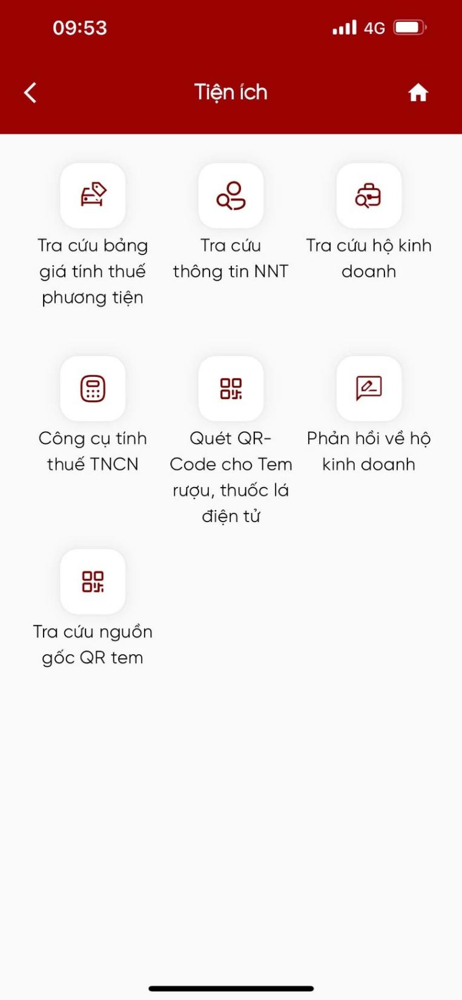 09:53
4G
Tiện ích
Tra cứu bảng
giá tính thuế
phương tiện
Tra cứu
thông tin NNT
Tra cứu hộ kinh
doanh
Công cụ tính
thuế TNCN
Quét QR-
Code cho Tem
rượu, thuốc lá
điện tử
Phản hồi về hộ
kinh doanh
Tra cứu nguồn
gốc QR tem